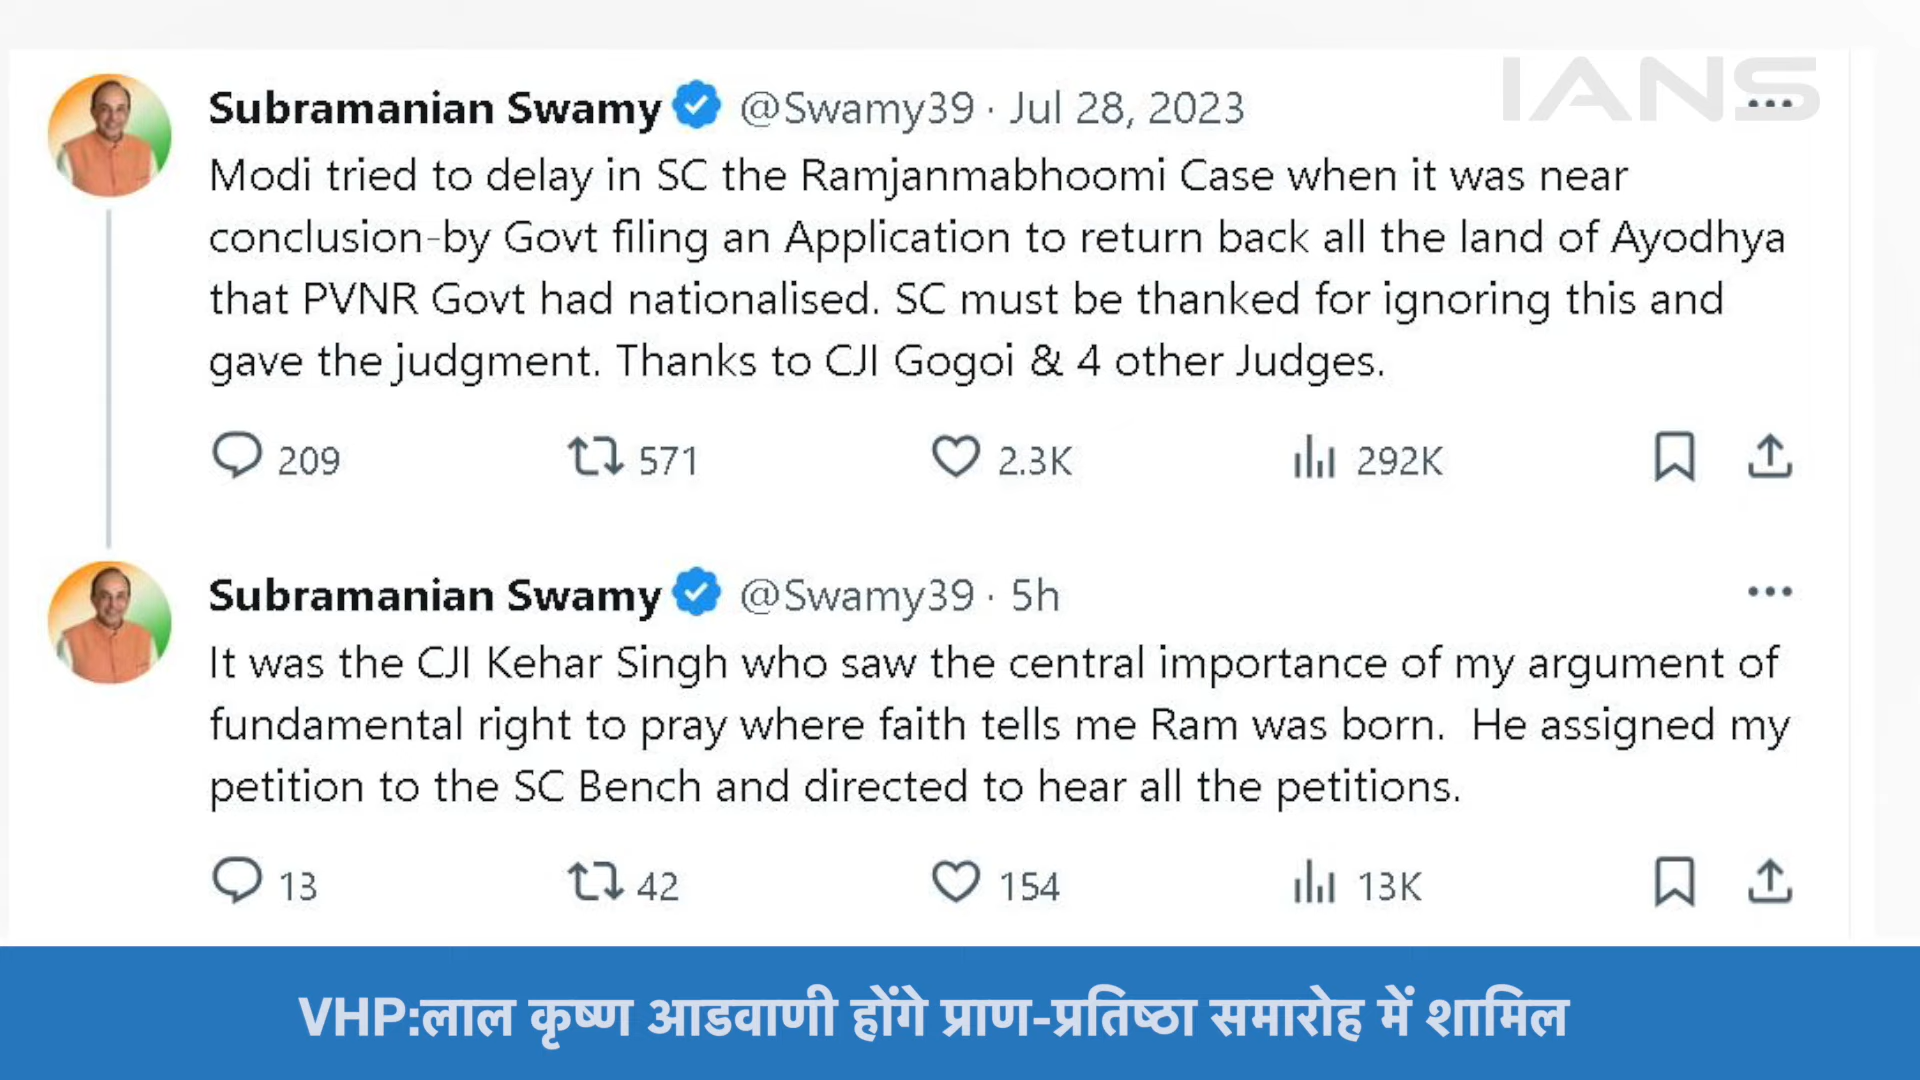 IANS
Subramanian Swamy @Swamy39 · Jul 28, 2023
Modi tried to delay in SC the Ramjanmabhoomi Case when it was near
conclusion-by Govt filing an Application to return back all the land of Ayodhya
that PVNR Govt had nationalised. SC must be thanked for ignoring this and
gave the judgment. Thanks to CJI Gogoi & 4 other Judges.
209 571 2.3K 292K
Subramanian Swamy @Swamy39 · 5h
It was the CJI Kehar Singh who saw the central importance of my argument of
fundamental right to pray where faith tells me Ram was born. He assigned my
petition to the SC Bench and directed to hear all the petitions.
13 42 154 13K
VHP:लाल कृष्ण आडवाणी होंगे प्राण-प्रतिष्ठा समारोह में शामिल